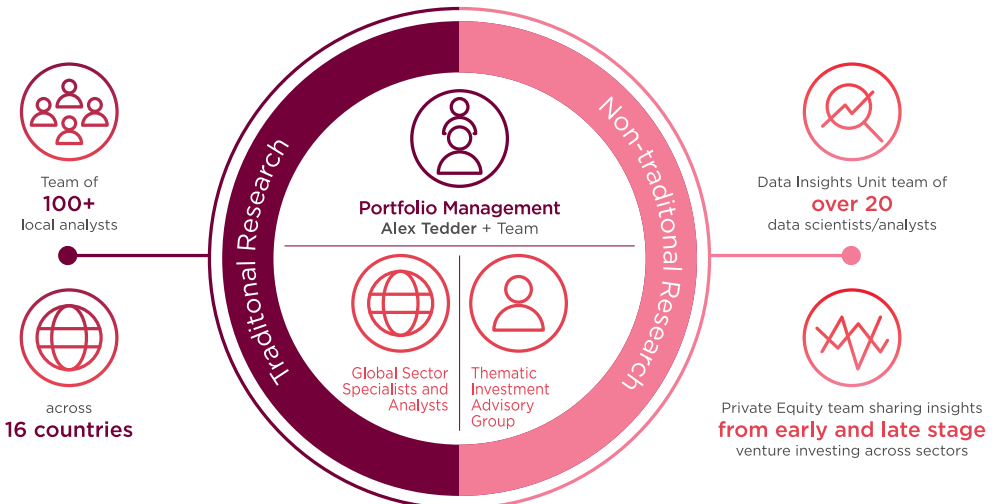 Team of
100+
local analysts
across
16 countries
Traditonal Research
Portfolio Management
Alex Tedder + Team
Global Sector
Specialists and
Analysts
Thematic
Investment
Advisory
Group
Non-traditonal Research
Data Insights Unit team of
over 20
data scientists/analysts
Private Equity team sharing insights
from early and late stage
venture investing across sectors